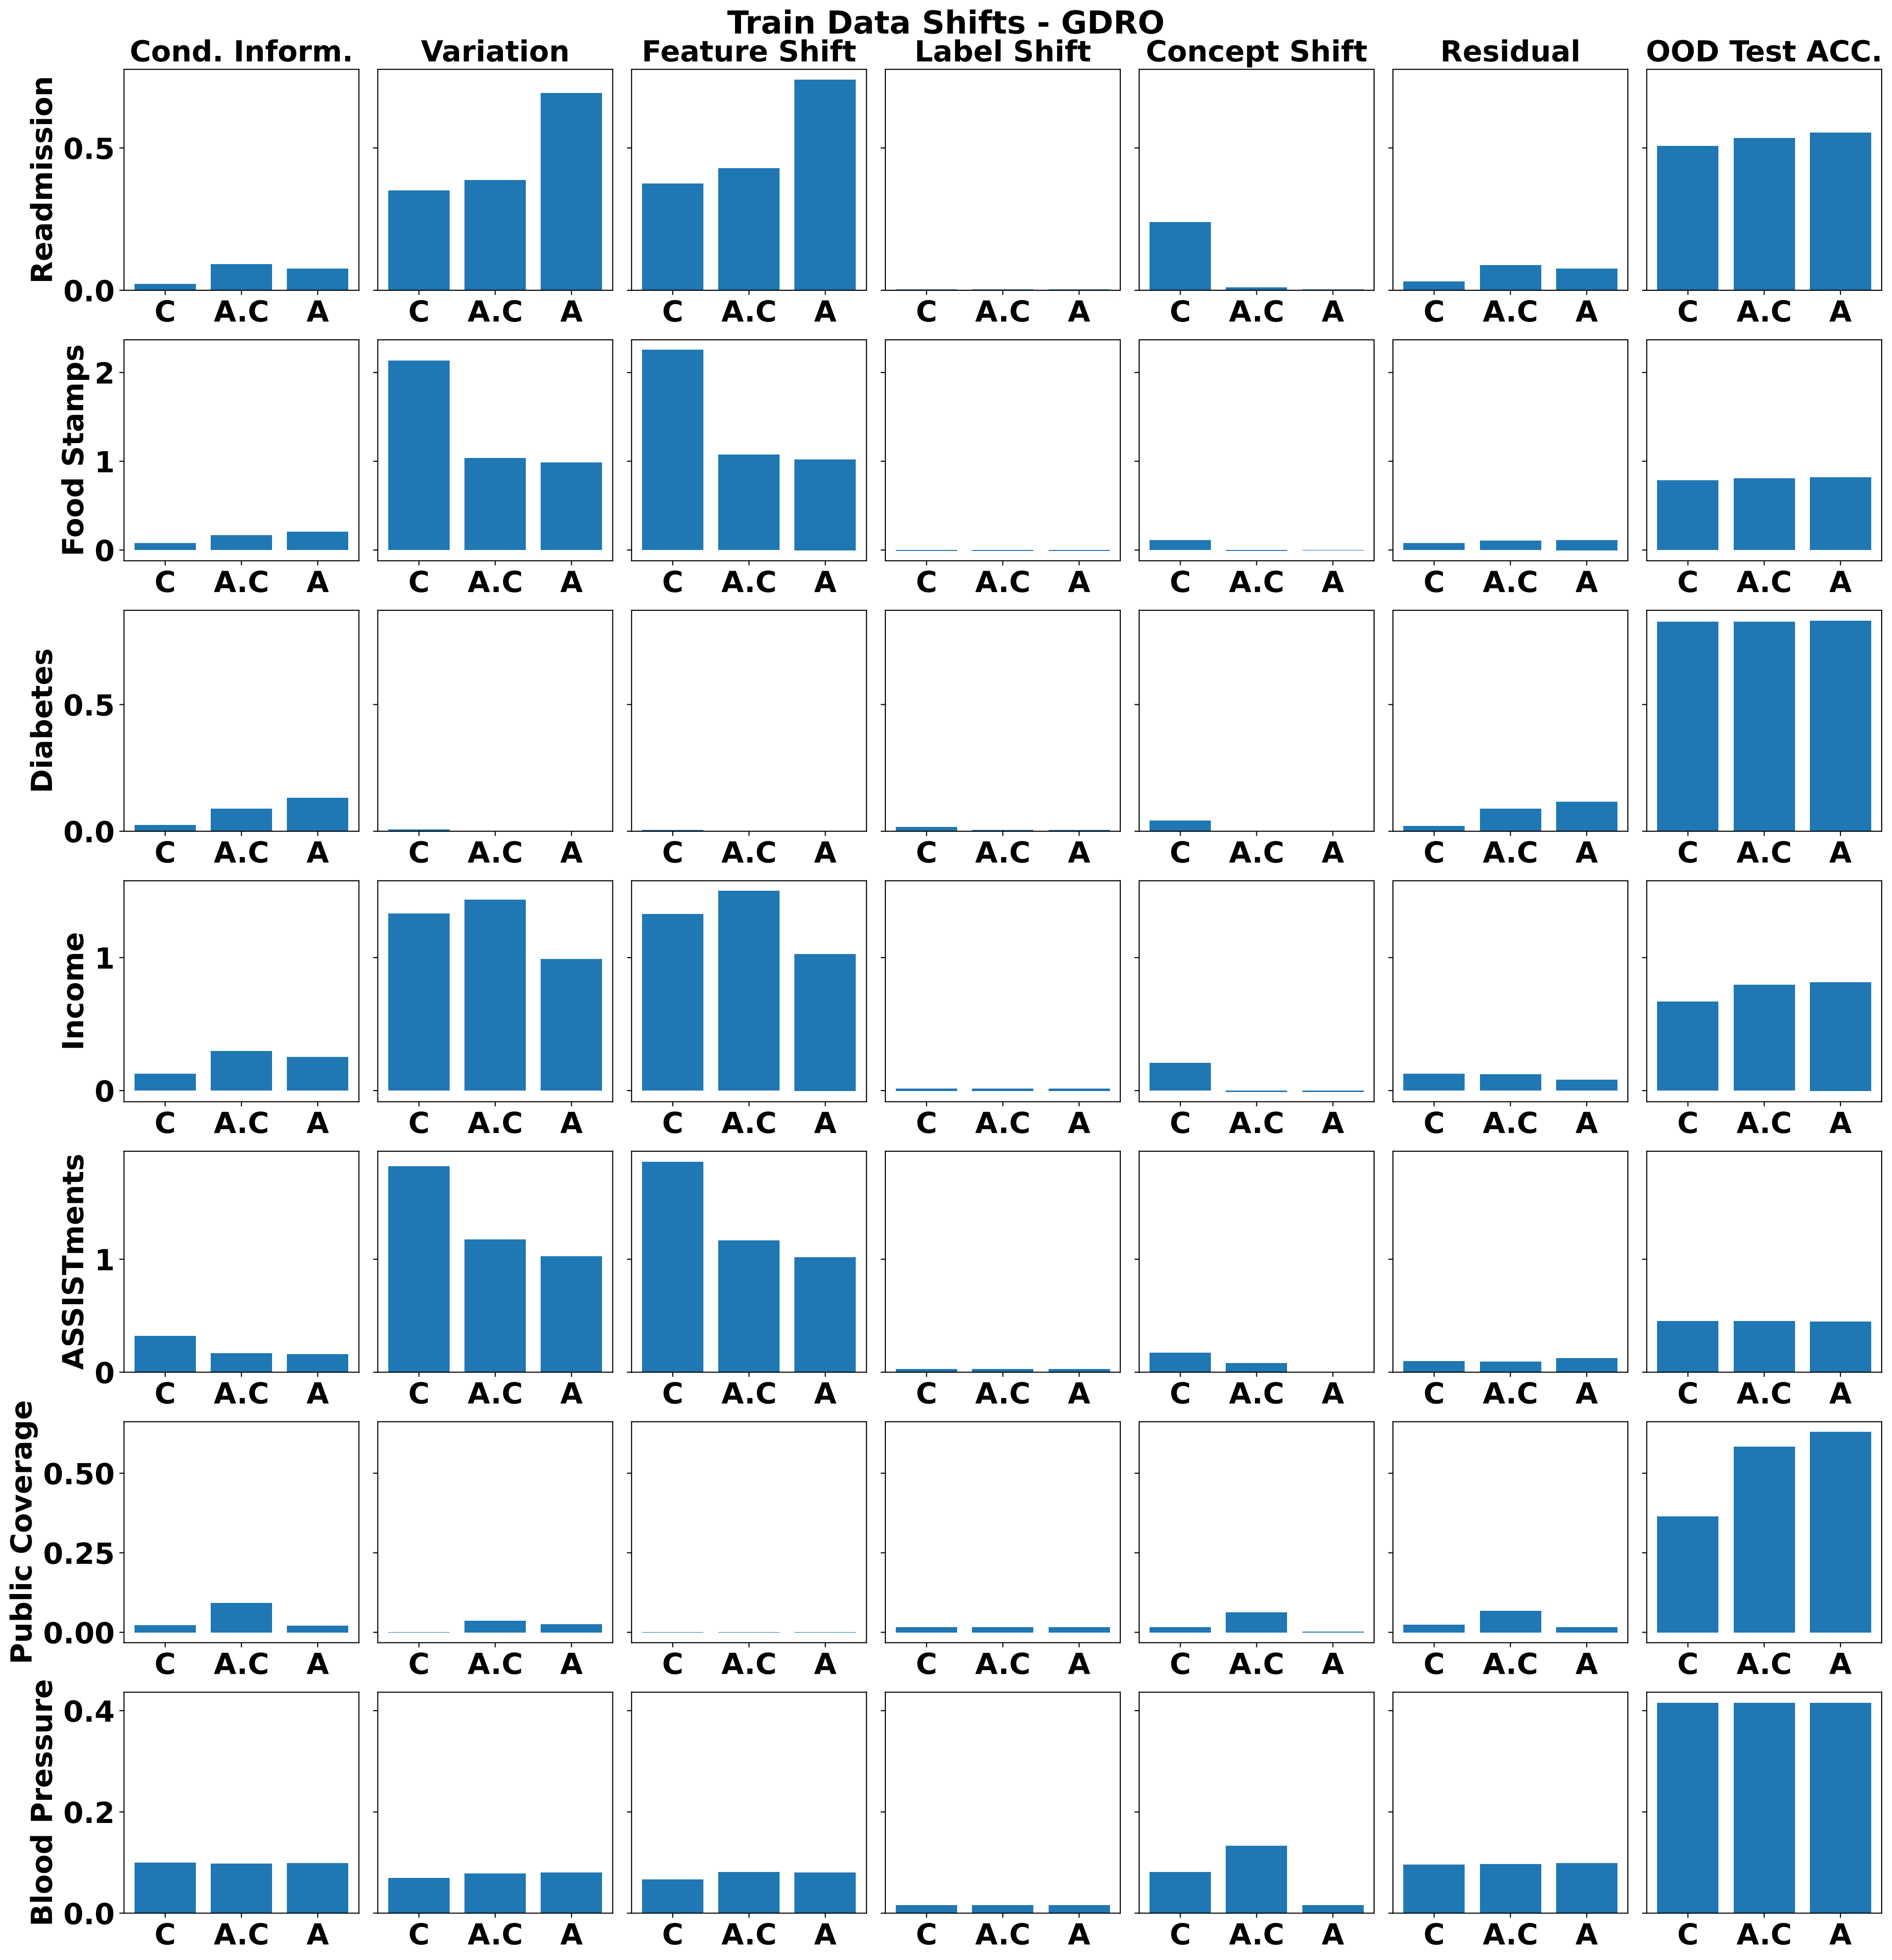 Train Data Shifts - GDRO
Cond. Inform. Variation Feature Shift Label Shift Concept Shift Residual OOD Test ACC.
Readmission
0.5
0.0
C A.C A C A.C A C A.C A C A.C A C A.C A C A.C A C A.C A
Food Stamps
2
1
0
C A.C A C A.C A C A.C A C A.C A C A.C A C A.C A C A.C A
Diabetes
0.5
0.0
C A.C A C A.C A C A.C A C A.C A C A.C A C A.C A C A.C A
Income
1
0
C A.C A C A.C A C A.C A C A.C A C A.C A C A.C A C A.C A
ASSISTments
1
0
C A.C A C A.C A C A.C A C A.C A C A.C A C A.C A C A.C A
Public Coverage
0.50
0.25
0.00
C A.C A C A.C A C A.C A C A.C A C A.C A C A.C A C A.C A
Blood Pressure
0.4
0.2
0.0
C A.C A C A.C A C A.C A C A.C A C A.C A C A.C A C A.C A